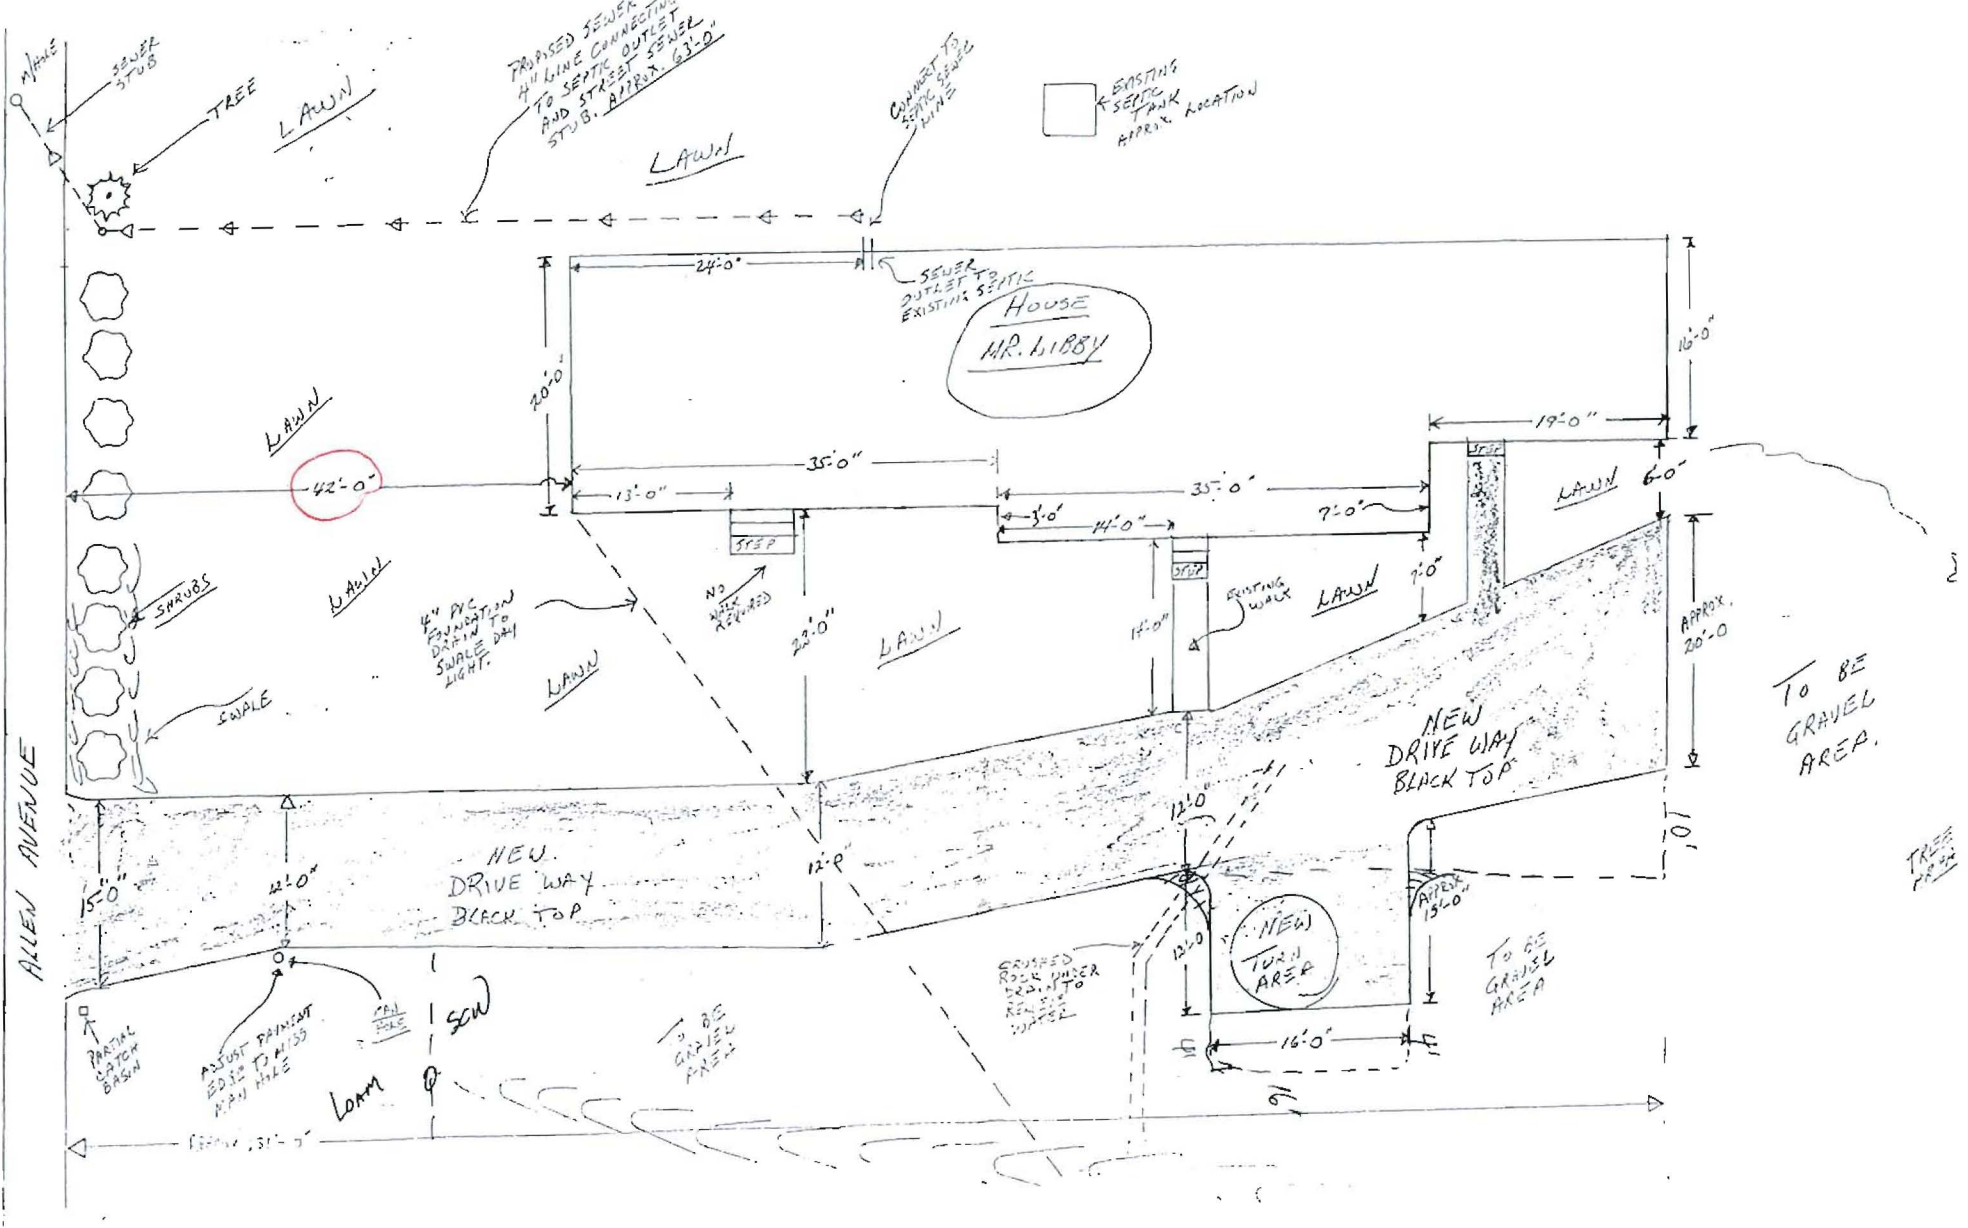 M/HOLE
SEWER
STUB
TREE
LAWN
PROPOSED SEWER
4" LINE CONNECTING
TO SEPTIC OUTLET
AND STREET SEWER
STUB. APPROX. 63'-0"
LAWN
CONNECT TO
SEPTIC SEWER
LINE
EXISTING
SEPTIC
TANK
APPROX LOCATION
24'-0"
SEWER
OUTLET TO
EXISTING SEPTIC
HOUSE
MR. LIBBY
20'-0"
16'-0"
19'-0"
LAWN
42'-0"
35'-0"
13'-0"
35'-0"
3'-0"
14'-0"
7'-0"
STEP
STEP
STEP
LAWN
6'-0"
SHRUBS
LAWN
4" PVC
FOUNDATION
DRAIN TO
SWALE DAY
LIGHT.
NO
WALK
REQUIRED
22'-0"
LAWN
14'-0"
EXISTING
WALK
LAWN
7'-0"
APPROX.
20'-0
SWALE
LAWN
TO BE
GRAVEL
AREA.
ALLEN AVENUE
15'-0"
12'-0"
NEW
DRIVE WAY
BLACK TOP
12'-0"
12'-0"
NEW
DRIVE WAY
BLACK TOP
10'
TREE
APPROX
15'-0"
12'-0
NEW
TURN
AREA
TO BE
GRAVEL
AREA
CRUSHED
ROCK UNDER
DRAIN TO
WATER
PARTIAL
CATCH
BASIN
ADJUST
EDGE TO MISS
MAN HOLE
MAN
HOLE
SCW
LOAM
TO BE
GRAVEL
AREA
16'-0"
16'